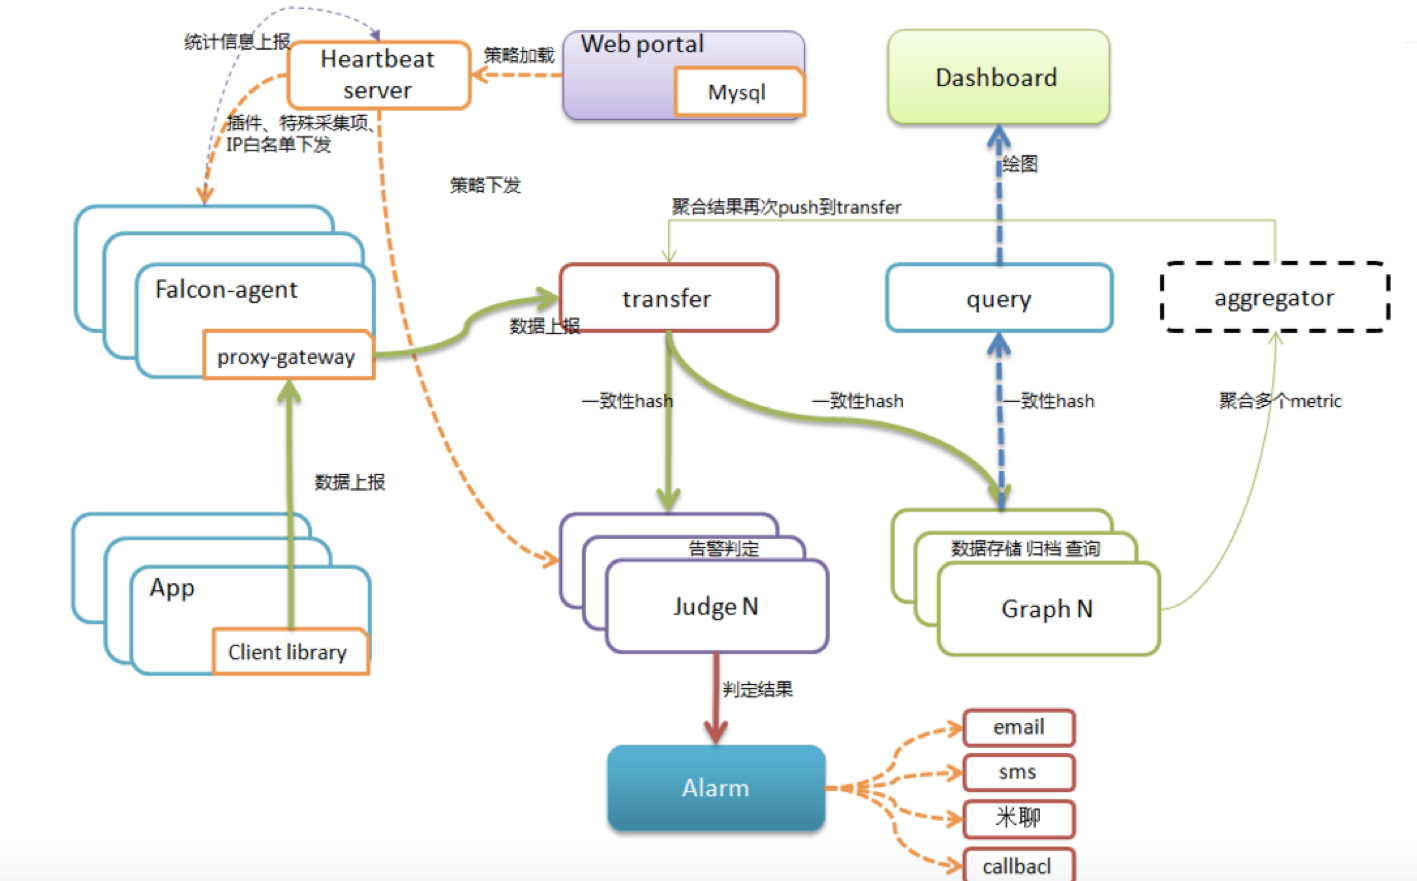 统计信息上报
Heartbeat
server
策略加载
Web portal
Mysql
Dashboard
插件、特殊采集项、
IP白名单下发
策略下发
绘图
聚合结果再次push到transfer
Falcon-agent
proxy-gateway
数据上报
transfer
query
aggregator
一致性hash
一致性hash
一致性hash
聚合多个metric
数据上报
App
Client library
告警判定
Judge N
数据存储 归档 查询
Graph N
判定结果
Alarm
email
sms
米聊
callbacl